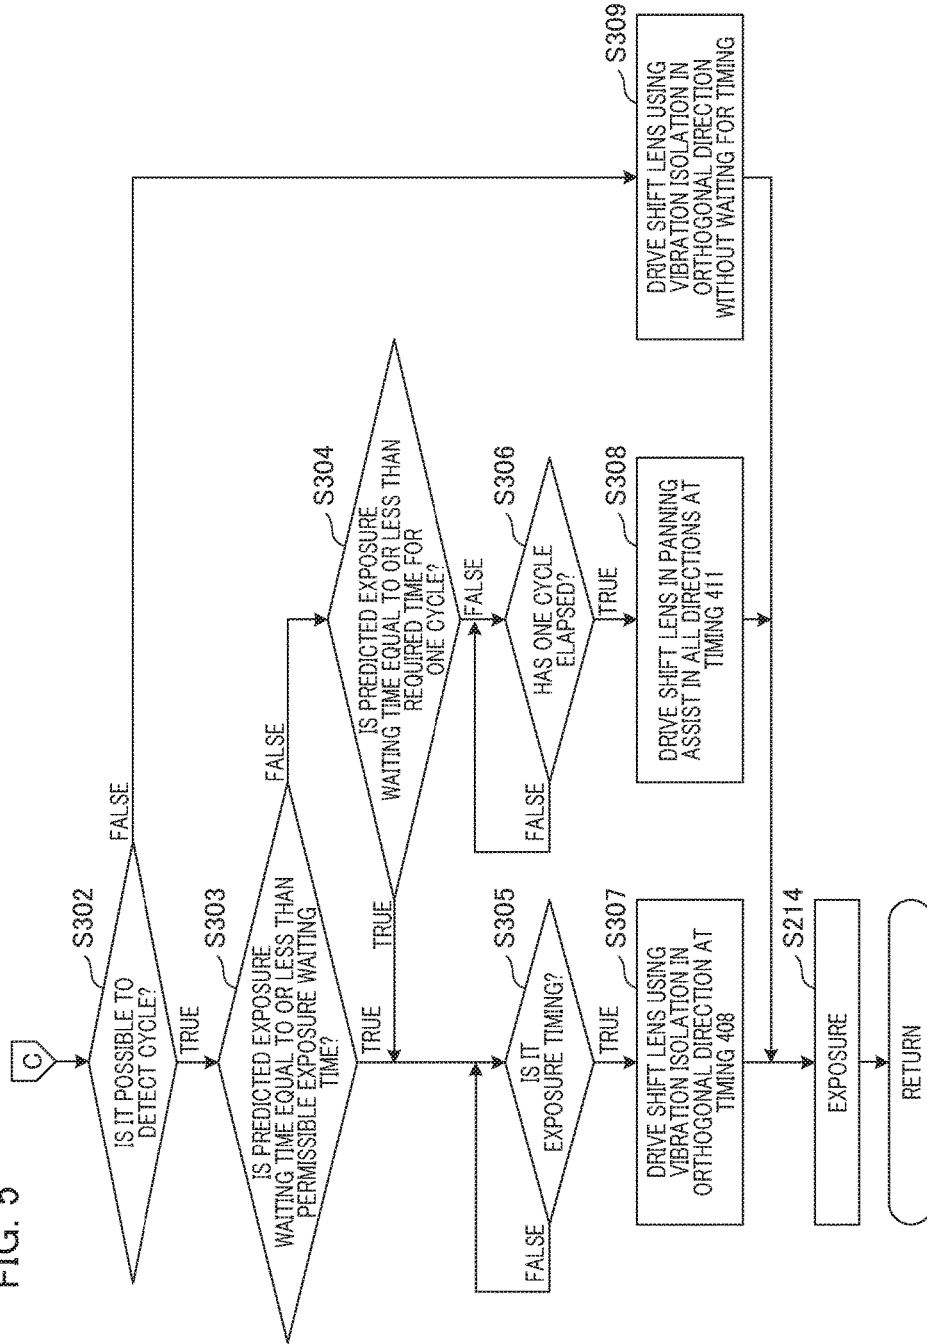 FIG. 5
C
S302
IS IT POSSIBLE TO
DETECT CYCLE?
FALSE
TRUE
S303
IS PREDICTED EXPOSURE
WAITING TIME EQUAL TO OR LESS THAN
PERMISSIBLE EXPOSURE WAITING
TIME?
FALSE
TRUE
S304
IS PREDICTED EXPOSURE
WAITING TIME EQUAL TO OR LESS THAN
REQUIRED TIME FOR
ONE CYCLE?
TRUE
FALSE
S305
IS IT
EXPOSURE TIMING?
FALSE
TRUE
S306
HAS ONE CYCLE
ELAPSED?
FALSE
TRUE
S307
DRIVE SHIFT LENS USING
VIBRATION ISOLATION IN
ORTHOGONAL DIRECTION AT
TIMING 408
S308
DRIVE SHIFT LENS IN PANNING
ASSIST IN ALL DIRECTIONS AT
TIMING 411
S309
DRIVE SHIFT LENS USING
VIBRATION ISOLATION IN
ORTHOGONAL DIRECTION
WITHOUT WAITING FOR TIMING
S214
EXPOSURE
RETURN